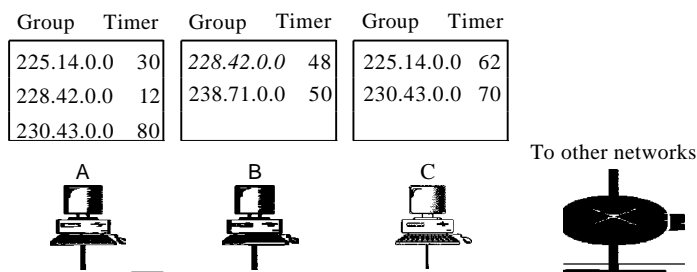 Group Timer Group Timer Group Timer
225.14.0.0 30 228.42.0.0 48 225.14.0.0 62
228.42.0.0 12 238.71.0.0 50 230.43.0.0 70
230.43.0.0 80
To other networks
A B C